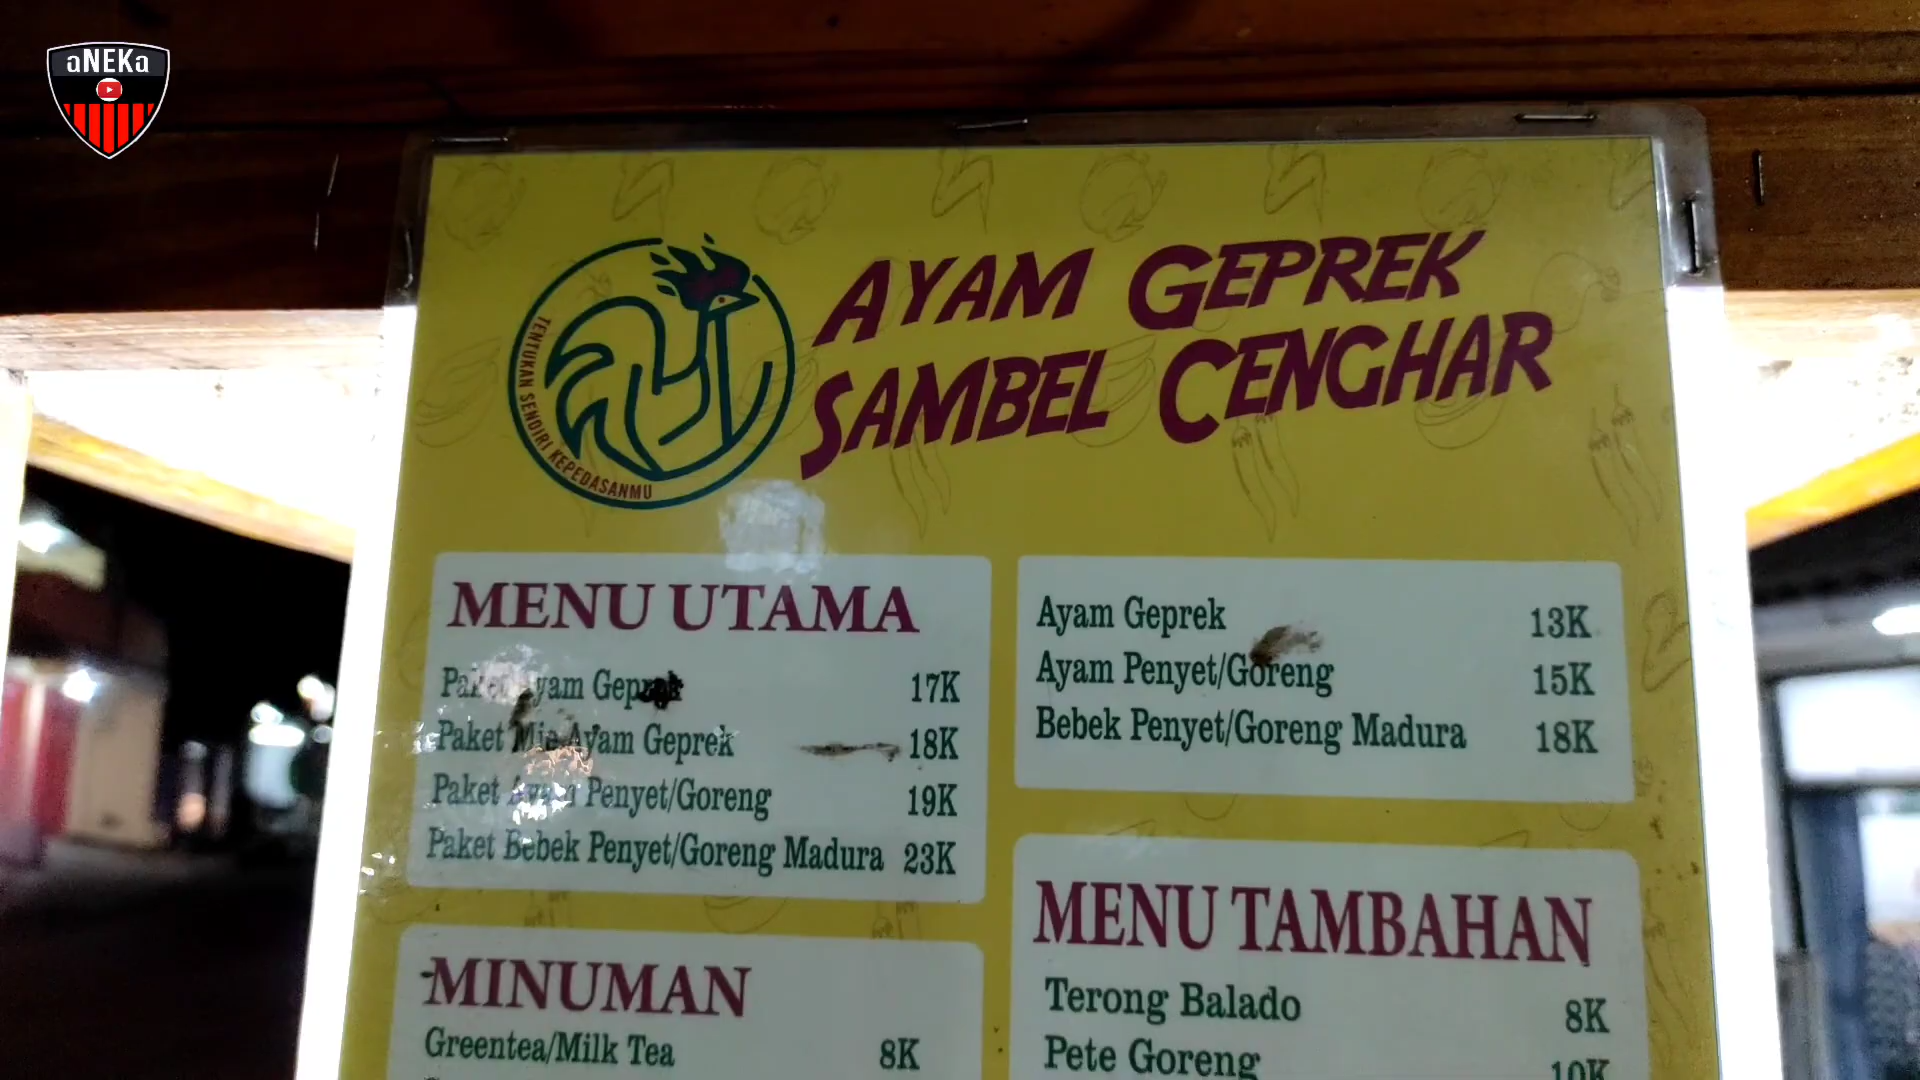 aNEKa
AYAM GEPREK
SAMBEL CENGHAR
TENTUKAN SENDIRI KEPEDASANMU
MENU UTAMA
Paket Ayam Geprek 17K
Paket Mie Ayam Geprek 18K
Paket Ayam Penyet/Goreng 19K
Paket Bebek Penyet/Goreng Madura 23K
Ayam Geprek 13K
Ayam Penyet/Goreng 15K
Bebek Penyet/Goreng Madura 18K
MINUMAN
Greentea/Milk Tea 8K
MENU TAMBAHAN
Terong Balado 8K
Pete Goreng 10K